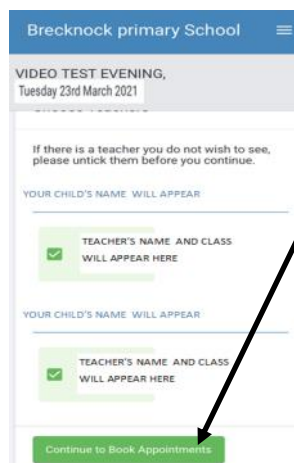 Brecknock primary School
VIDEO TEST EVENING,
Tuesday 23rd March 2021
If there is a teacher you do not wish to see,
please untick them before you continue.
YOUR CHILD'S NAME WILL APPEAR
TEACHER'S NAME AND CLASS
WILL APPEAR HERE
YOUR CHILD'S NAME WILL APPEAR
TEACHER'S NAME AND CLASS
WILL APPEAR HERE
Continue to Book Appointments